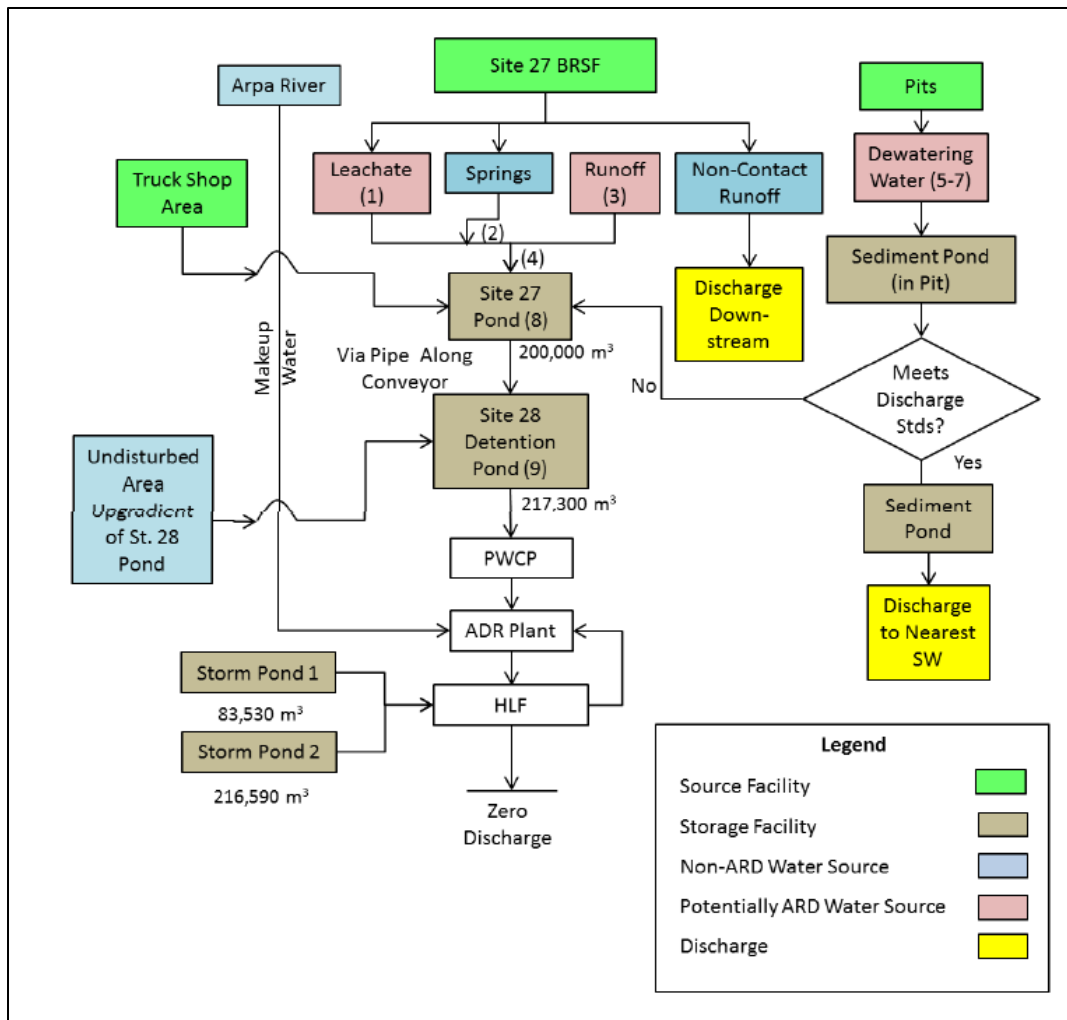 Site 27 BRSF
Arpa River
Pits
Truck Shop
Area
Leachate
(1)
Springs
Runoff
(3)
Non-Contact
Runoff
Dewatering
Water (5-7)
(2)
(4)
Sediment Pond
(in Pit)
Site 27
Pond (8)
Discharge
Down-
stream
Makeup
Water
Via Pipe Along
Conveyor
200,000 m³
No
Meets
Discharge
Stds?
Yes
Undisturbed
Area
Upgradient
of St. 28
Pond
Site 28
Detention
Pond (9)
217,300 m³
Sediment
Pond
PWCP
ADR Plant
Discharge
to Nearest
SW
Storm Pond 1
83,530 m³
HLF
Storm Pond 2
216,590 m³
Zero
Discharge
Legend
Source Facility
Storage Facility
Non-ARD Water Source
Potentially ARD Water Source
Discharge